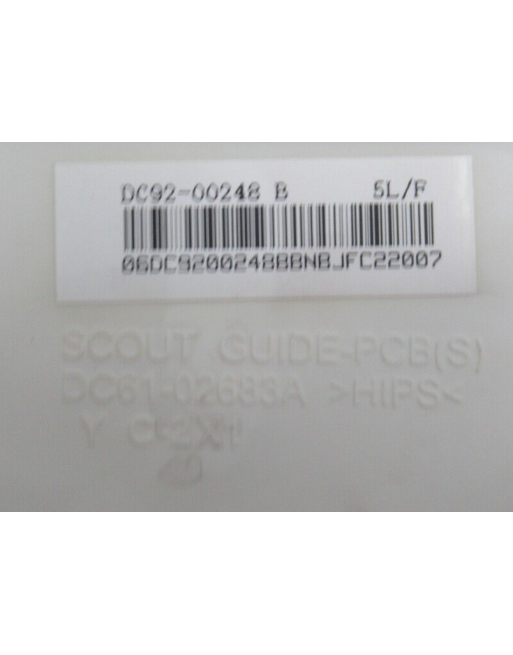 DC92-00248 B 5L/F
06DC9200248BBNBJFC22007
SCOUT GUIDE-PCB(S)
DC61-02683A >HIPS<
Y